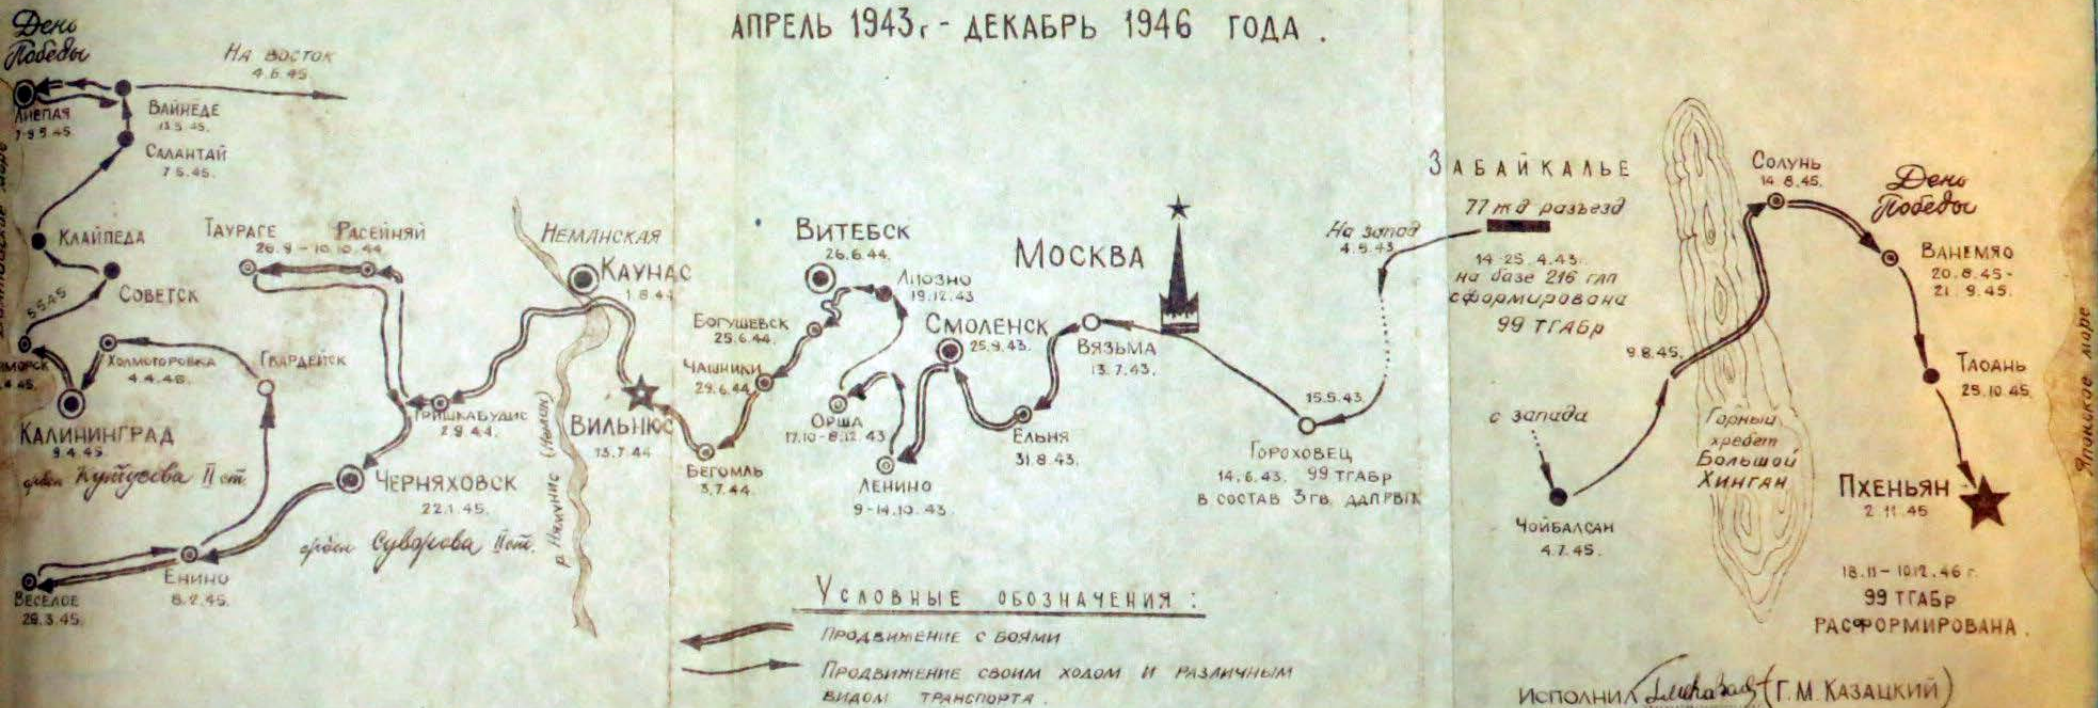 АПРЕЛЬ 1943г - ДЕКАБРЬ 1946 ГОДА.
День
Победы
На восток
4.6.45
Лиепая
7-9.5.45
Вайнеде
13.5.45.
Салантай
7.5.45.
Клайпеда
Советск
5.5.45
Таураге
Расейняй
26.9-10.10.44
Холмогоровка
4.4.45.
Гвардейск
КАЛИНИНГРАД
9.4.45
орден Кутузова II ст.
Гришкабудис
2.9.44.
ЧЕРНЯХОВСК
22.1.45.
орден Суворова II ст.
Енино
8.2.45.
Веселое
28.3.45.
Неманская
КАУНАС
1.8.44
р. Нямунис (Неман)
ВИЛЬНЮС
13.7.44
ВИТЕБСК
26.6.44.
Лиозно
19.12.43
Богушевск
25.6.44.
Чашники
29.6.44
Бегомль
3.7.44.
ОРША
17.10-8.12.43
ЛЕНИНО
9-14.10.43.
СМОЛЕНСК
25.9.43.
Ельня
31.8.43.
Вязьма
13.7.43.
МОСКВА
На запад
4.5.43
15.5.43.
ГОРОХОВЕЦ
14.6.43. 99 ТГАБР
В СОСТАВ 3 гв. ААПРВГК
ЗАБАЙКАЛЬЕ
77 жд разъезд
14-25.4.43.
на базе 216 гап
сформирована
99 ТГАБр
с запада
Чойбалсан
4.7.45.
9.8.45.
Горный
хребет
Большой
Хинган
Солунь
14.8.45.
День
Победы
Ванемяо
20.8.45-
21.9.45.
Таоань
29.10.45.
ПХЕНЬЯН
2.11.45
18.11-10.12.46 г.
99 ТГАБР
РАСФОРМИРОВАНА.
Японское море
Условные обозначения:
Продвижение с боями
Продвижение своим ходом и различным
видом транспорта.
Исполнил (Г.М. КАЗАЦКИЙ)